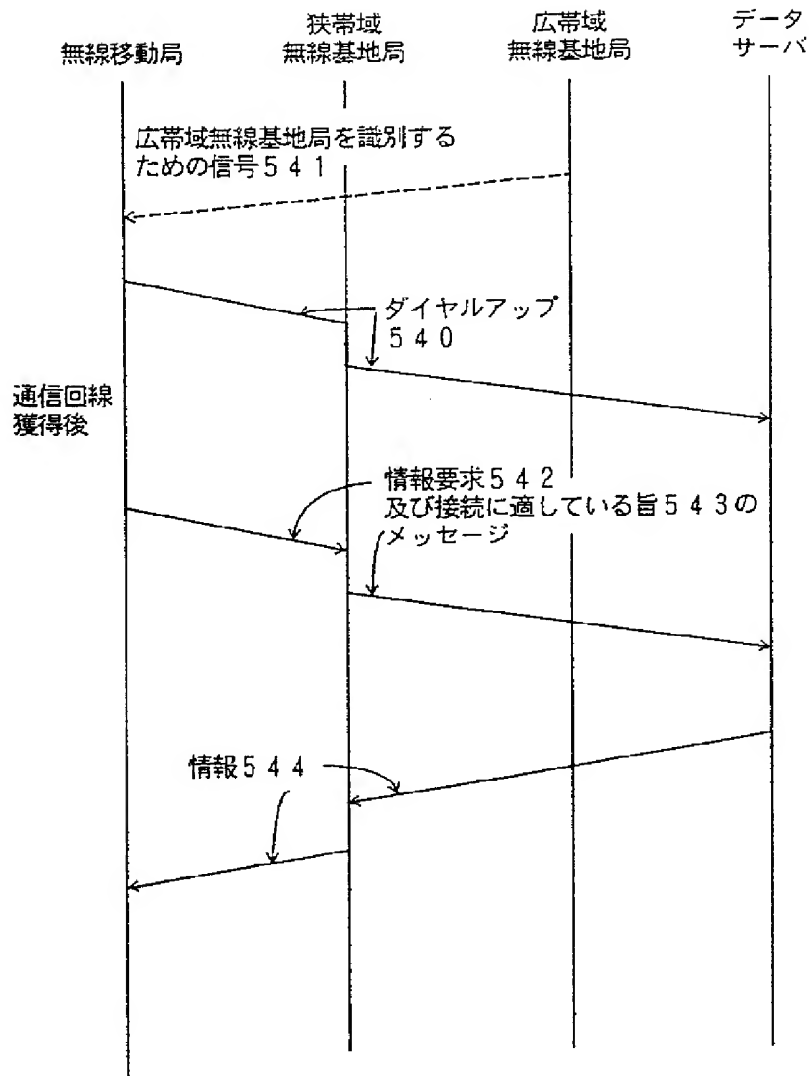 無線移動局
狭帯域
無線基地局
広帯域
無線基地局
データ
サーバ
広帯域無線基地局を識別する
ための信号541
ダイヤルアップ
540
通信回線
獲得後
情報要求542
及び接続に適している旨543の
メッセージ
情報544